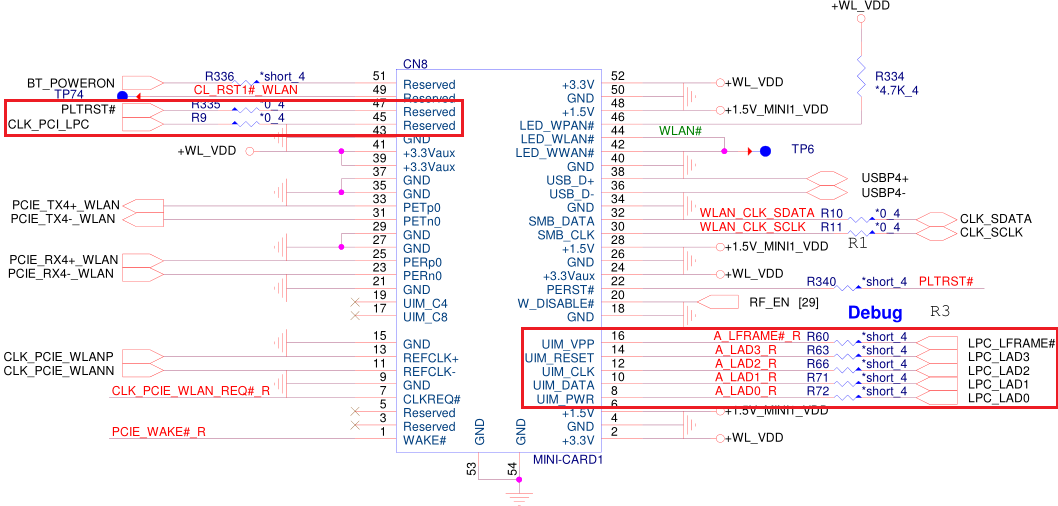 +WL_VDD
CN8
BT_POWERON R336 *short_4 51 Reserved +3.3V 52 +WL_VDD
TP74 CL_RST1#_WLAN 49 Reserved GND 50 R334
PLTRST# R335 *0_4 47 Reserved +1.5V 48 +1.5V_MINI1_VDD *4.7K_4
CLK_PCI_LPC R9 *0_4 45 Reserved LED_WPAN# 46
43 GND LED_WLAN# 44 WLAN#
+WL_VDD 41 +3.3Vaux LED_WWAN# 42 TP6
39 +3.3Vaux GND 40
37 GND USB_D+ 38 USBP4+
35 GND USB_D- 36 USBP4-
PCIE_TX4+_WLAN 33 PETp0 GND 34
PCIE_TX4-_WLAN 31 PETn0 SMB_DATA 32 WLAN_CLK_SDATA R10 *0_4 CLK_SDATA
29 GND SMB_CLK 30 WLAN_CLK_SCLK R11 *0_4 CLK_SCLK
27 GND +1.5V 28 +1.5V_MINI1_VDD R1
PCIE_RX4+_WLAN 25 PERp0 GND 26
PCIE_RX4-_WLAN 23 PERn0 +3.3Vaux 24 +WL_VDD
21 GND PERST# 22 R340 *short_4 PLTRST#
19 UIM_C4 W_DISABLE# 20 RF_EN [29]
17 UIM_C8 GND 18 Debug R3
15 GND UIM_VPP 16 A_LFRAME#_R R60 *short_4 LPC_LFRAME#
CLK_PCIE_WLANP 13 REFCLK+ UIM_RESET 14 A_LAD3_R R63 *short_4 LPC_LAD3
CLK_PCIE_WLANN 11 REFCLK- UIM_CLK 12 A_LAD2_R R66 *short_4 LPC_LAD2
9 GND UIM_DATA 10 A_LAD1_R R71 *short_4 LPC_LAD1
CLK_PCIE_WLAN_REQ#_R 7 CLKREQ# UIM_PWR 8 A_LAD0_R R72 *short_4 LPC_LAD0
5 Reserved +1.5V 6 +1.5V_MINI1_VDD
3 Reserved GND 4
PCIE_WAKE#_R 1 WAKE# +3.3V 2 +WL_VDD
GND GND
53 54 MINI-CARD1